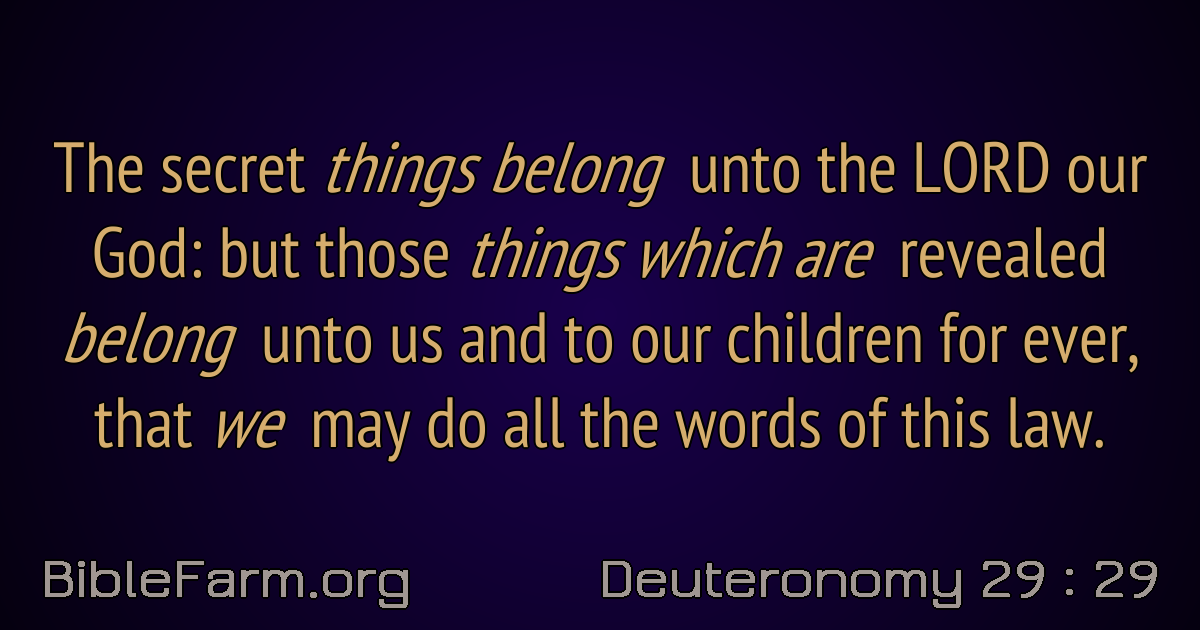 The secret things belong unto the LORD our
God: but those things which are revealed
belong unto us and to our children for ever,
that we may do all the words of this law.
BibleFarm.org
Deuteronomy 29 : 29